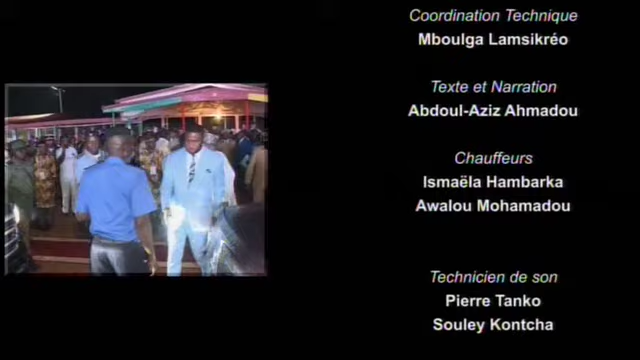 Coordination Technique
Mboulga Lamsikréo
Texte et Narration
Abdoul-Aziz Ahmadou
Chauffeurs
Ismaëla Hambarka
Awalou Mohamadou
Technicien de son
Pierre Tanko
Souley Kontcha